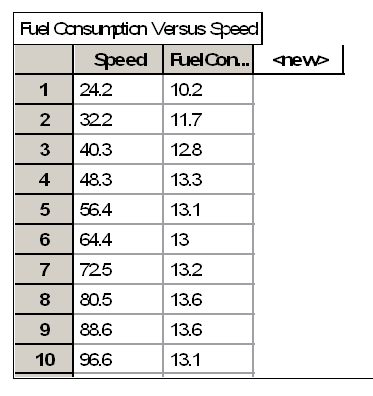 Fuel Consumption Versus Speed
Speed FuelCon... <new>
1 24.2 10.2
2 32.2 11.7
3 40.3 12.8
4 48.3 13.3
5 56.4 13.1
6 64.4 13
7 72.5 13.2
8 80.5 13.6
9 88.6 13.6
10 96.6 13.1